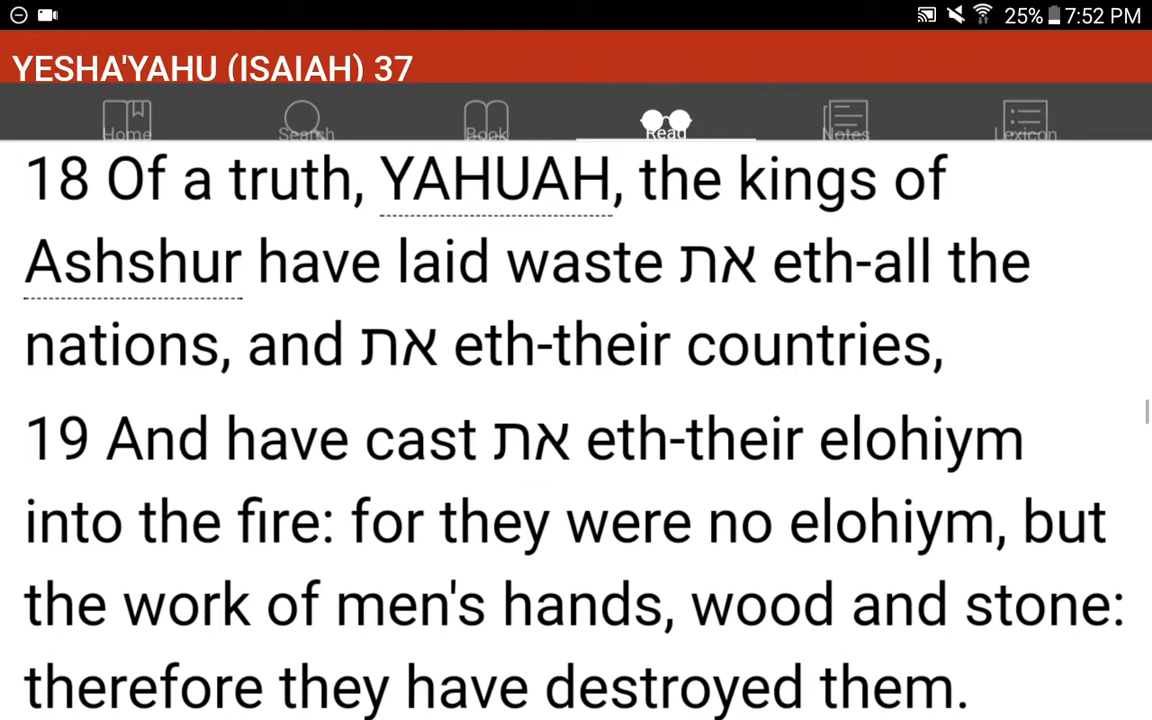 25% 7:52 PM
YESHA'YAHU (ISAIAH) 37
Home Search Book Read Notes Lexicon
18 Of a truth, YAHUAH, the kings of
Ashshur have laid waste את eth-all the
nations, and את eth-their countries,
19 And have cast את eth-their elohiym
into the fire: for they were no elohiym, but
the work of men's hands, wood and stone:
therefore they have destroyed them.